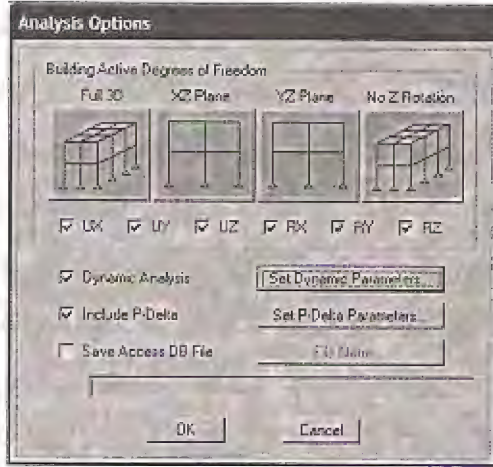 Analysis Options
Building Active Degrees of Freedom
Full 3D XZ Plane YZ Plane No Z Rotation
UX UY UZ RX RY RZ
Dynamic Analysis Set Dynamic Parameters...
Include P-Delta Set P-Delta Parameters...
Save Access DB File File Name...
OK Cancel